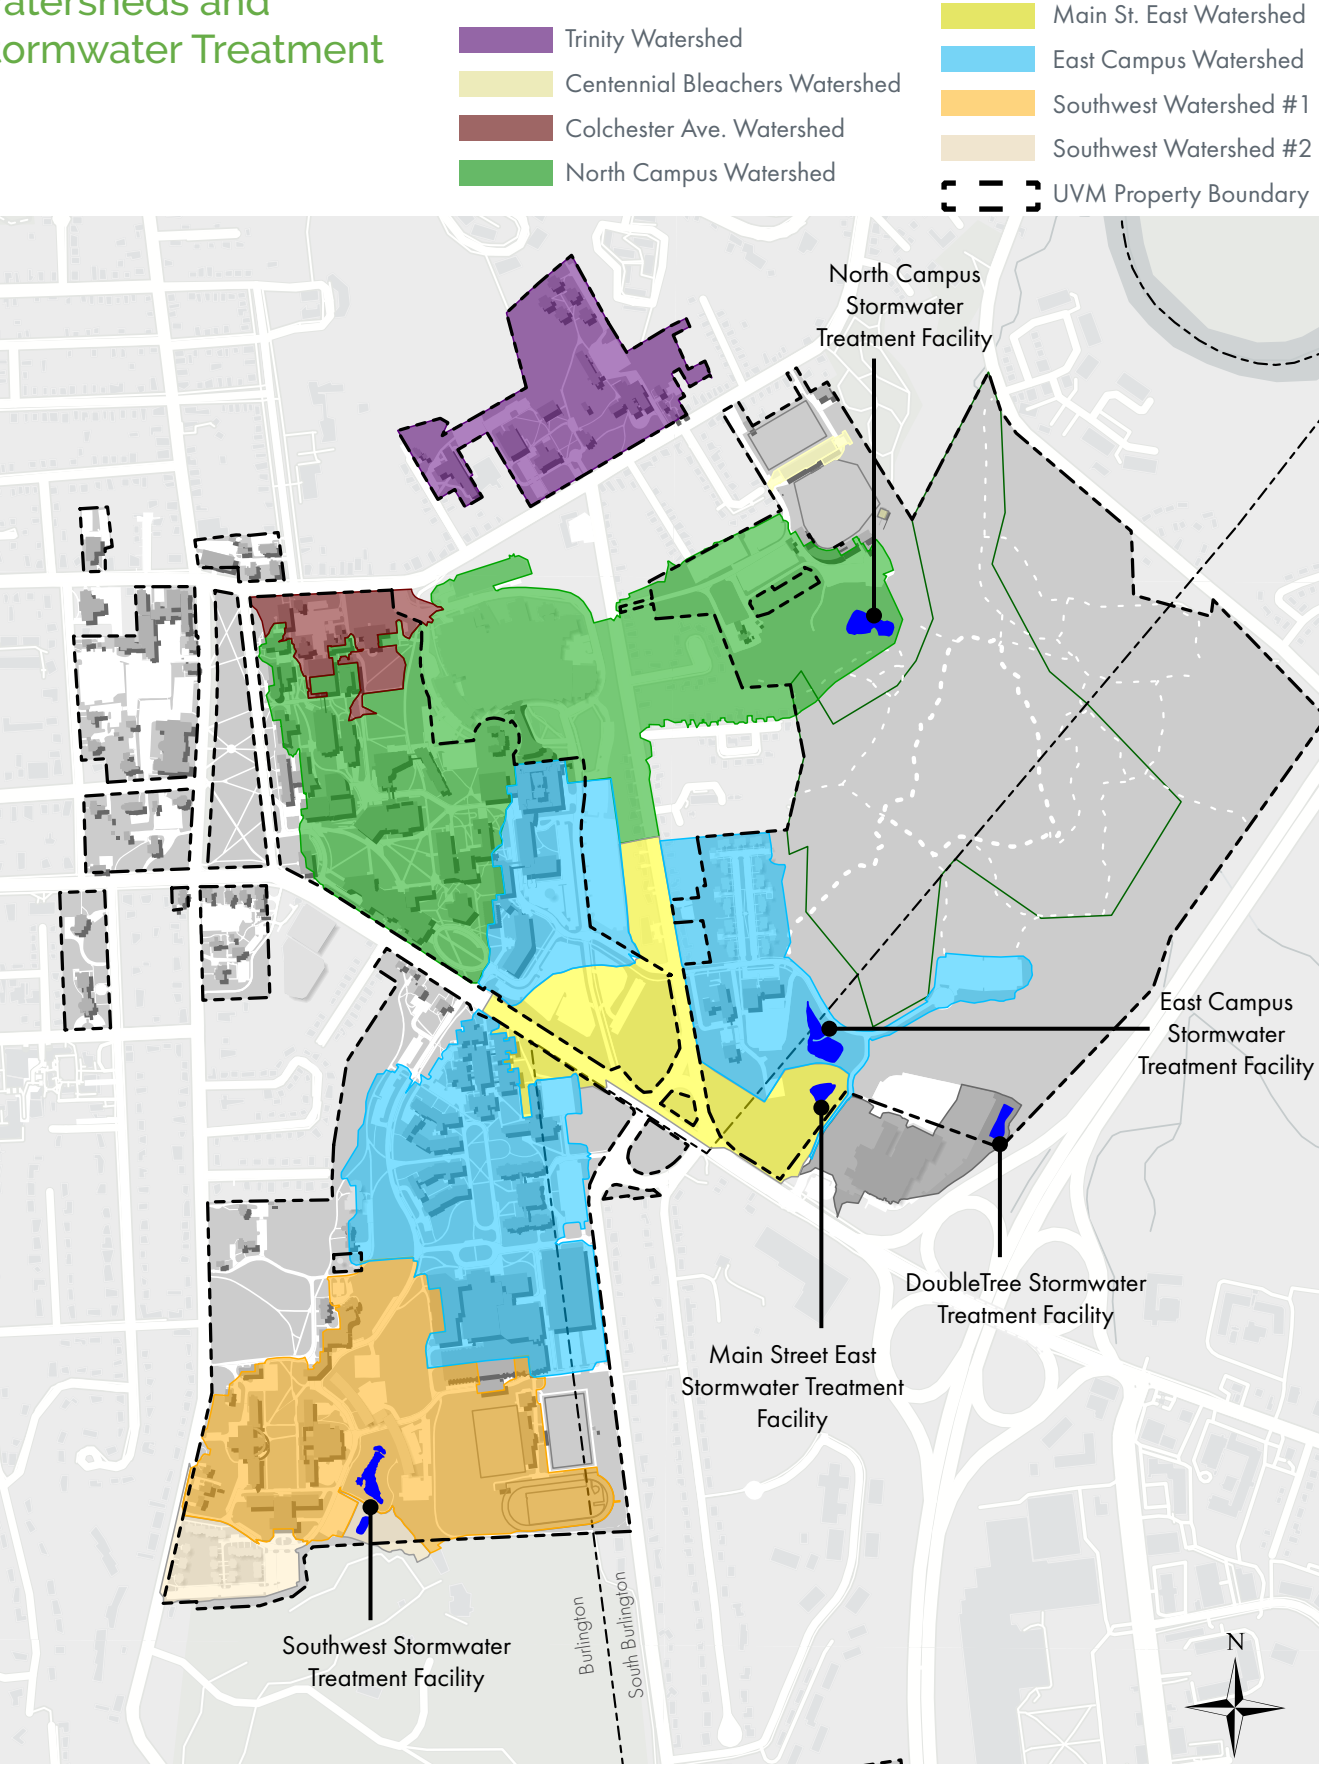 atersheds and
ormwater Treatment
Trinity Watershed
Centennial Bleachers Watershed
Colchester Ave. Watershed
North Campus Watershed
Main St. East Watershed
East Campus Watershed
Southwest Watershed #1
Southwest Watershed #2
UVM Property Boundary
North Campus
Stormwater
Treatment Facility
East Campus
Stormwater
Treatment Facility
DoubleTree Stormwater
Treatment Facility
Main Street East
Stormwater Treatment
Facility
Southwest Stormwater
Treatment Facility
Burlington
South Burlington
N